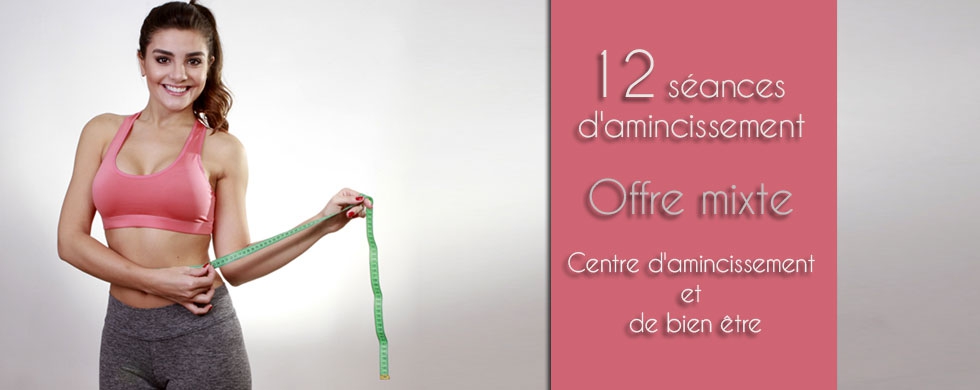 12 séances
d'amincissement
Offre mixte
Centre d'amincissement
et
de bien être